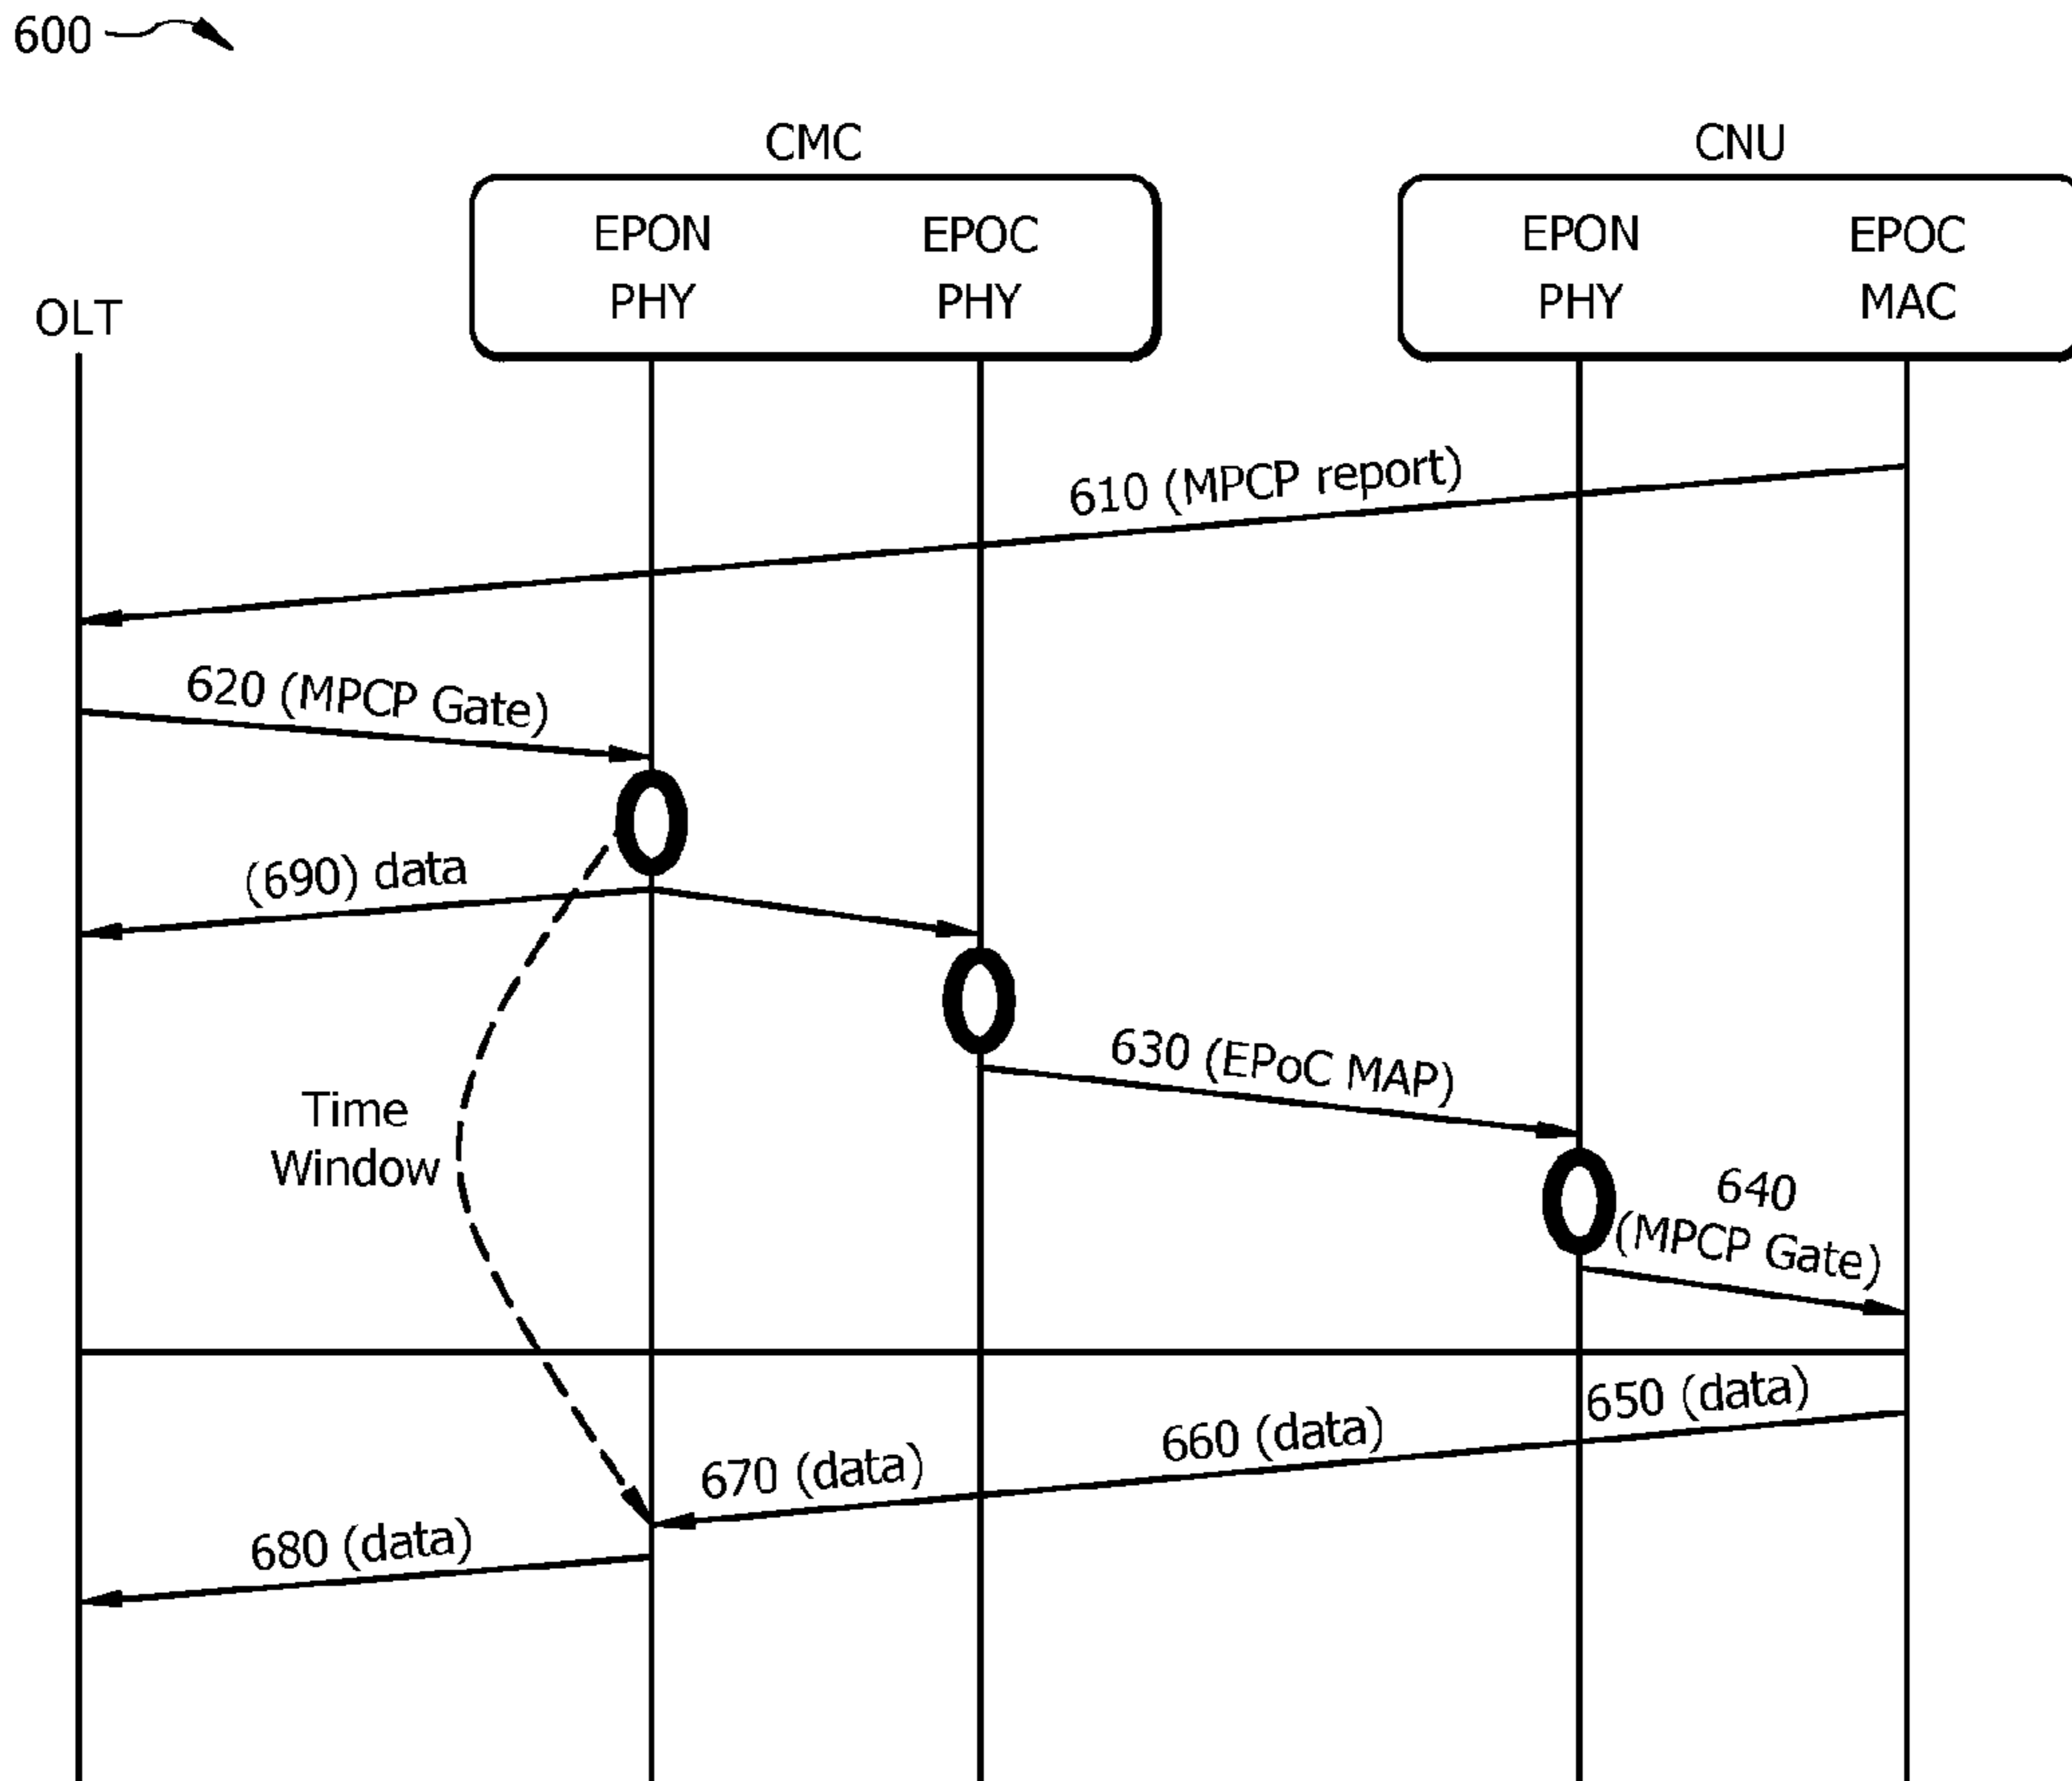 600
CMC
CNU
EPON
PHY
EPOC
PHY
EPON
PHY
EPOC
MAC
OLT
610 (MPCP report)
620 (MPCP Gate)
(690) data
630 (EPoC MAP)
Time
Window
640
(MPCP Gate)
650 (data)
660 (data)
670 (data)
680 (data)